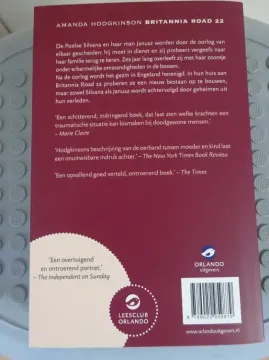 AMANDA HODGKINSON BRITANNIA ROAD 22
De Poolse Silvana en haar man Janusz worden door de oorlog van
elkaar gescheiden: hij moet in dienst en zij probeert vergeefs naar
haar familie terug te keren. Zes jaar lang overleeft zij met haar zoontje
onder erbarmelijke omstandigheden in de bossen.
Na de oorlog wordt het gezin in Engeland herenigd. In hun huis aan
Britannia Road 22 proberen ze een nieuw bestaan op te bouwen,
maar zowel Silvana als Janusz wordt achtervolgd door geheimen uit
hun verleden.
'Een schitterend, indringend boek, dat laat zien welke krachten een
traumatische situatie kan losmaken bij doodgewone mensen.'
– Marie Claire
'Hodgkinsons beschrijving van de oerband tussen moeder en kind laat
een onuitwisbare indruk achter.' – The New York Times Book Review
'Een opvallend goed verteld, ontroerend boek.' – The Times
'Een overtuigend
en ontroerend portret.'
– The Independent on Sunday
LEESCLUB
ORLANDO
ORLANDO
uitgevers
www.orlandouitgevers.nl